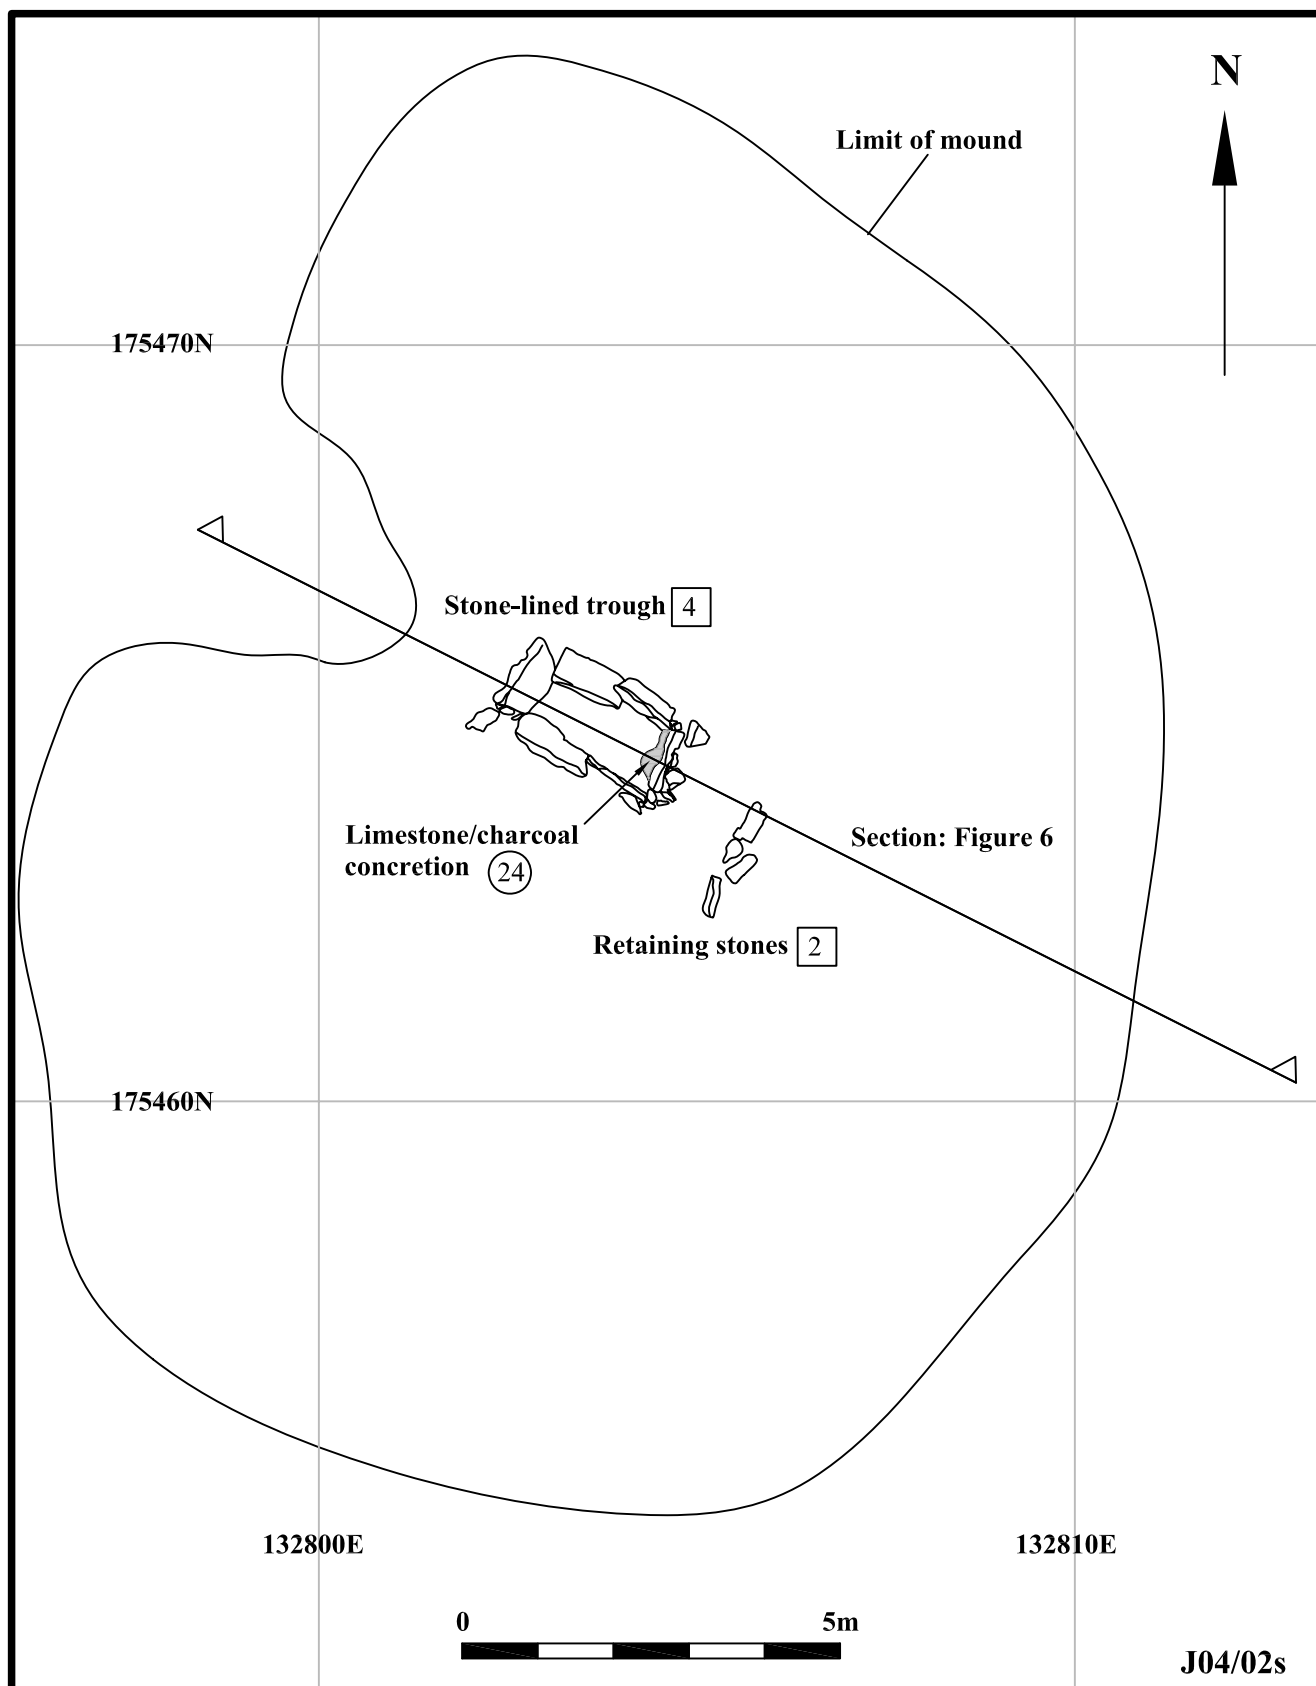 N
Limit of mound
175470N
Stone-lined trough 4
Limestone/charcoal
concretion 24
Section: Figure 6
Retaining stones 2
175460N
132800E
132810E
0
5m
J04/02s